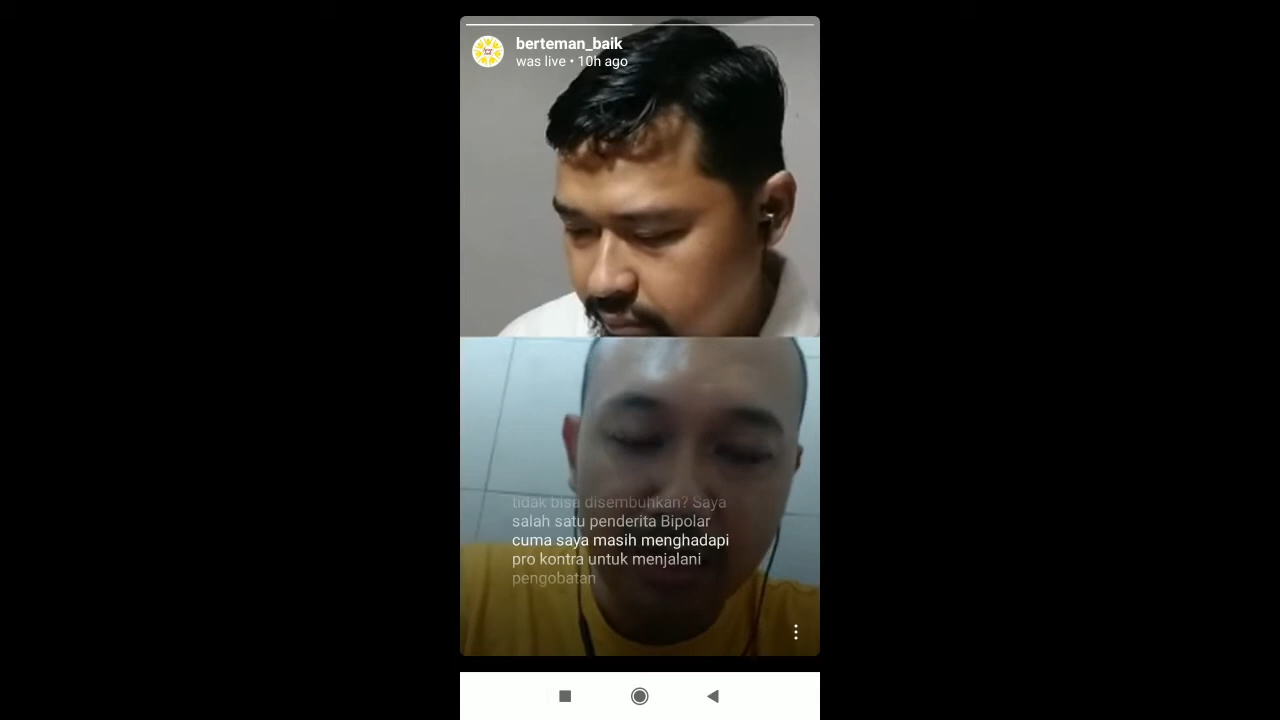 berteman_baik
was live • 10h ago
tidak bisa disembuhkan? Saya
salah satu penderita Bipolar
cuma saya masih menghadapi
pro kontra untuk menjalani
pengobatan